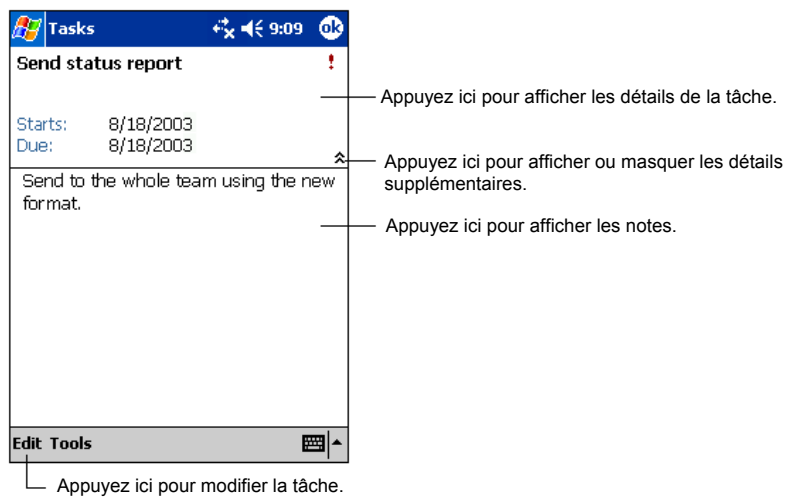 Tasks 9:09 ok
Send status report !
Appuyez ici pour afficher les détails de la tâche.
Starts: 8/18/2003
Due: 8/18/2003
Appuyez ici pour afficher ou masquer les détails
supplémentaires.
Send to the whole team using the new
format.
Appuyez ici pour afficher les notes.
Edit Tools
Appuyez ici pour modifier la tâche.